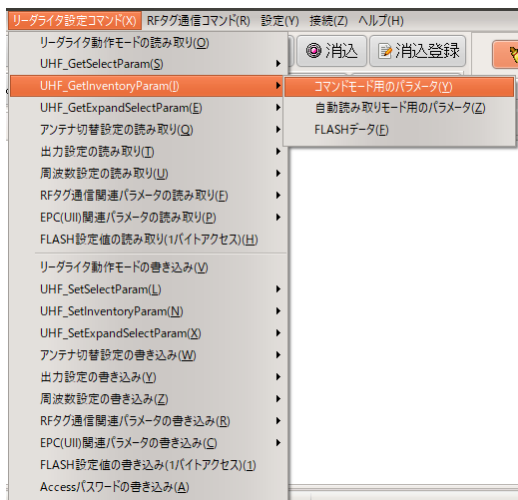 リーダライタ設定コマンド(X) RFタグ通信コマンド(R) 設定(Y) 接続(Z) ヘルプ(H)
消込 消込登録
リーダライタ動作モードの読み取り(O)
UHF_GetSelectParam(S)
UHF_GetInventoryParam(I)
コマンドモード用のパラメータ(Y)
自動読み取りモード用のパラメータ(Z)
FLASHデータ(F)
UHF_GetExpandSelectParam(E)
アンテナ切替設定の読み取り(Q)
出力設定の読み取り(T)
周波数設定の読み取り(U)
RFタグ通信関連パラメータの読み取り(F)
EPC(UII)関連パラメータの読み取り(P)
FLASH設定値の読み取り(1バイトアクセス)(H)
リーダライタ動作モードの書き込み(V)
UHF_SetSelectParam(L)
UHF_SetInventoryParam(N)
UHF_SetExpandSelectParam(X)
アンテナ切替設定の書き込み(W)
出力設定の書き込み(Y)
周波数設定の書き込み(Z)
RFタグ通信関連パラメータの書き込み(R)
EPC(UII)関連パラメータの書き込み(C)
FLASH設定値の書き込み(1バイトアクセス)(1)
Accessパスワードの書き込み(A)